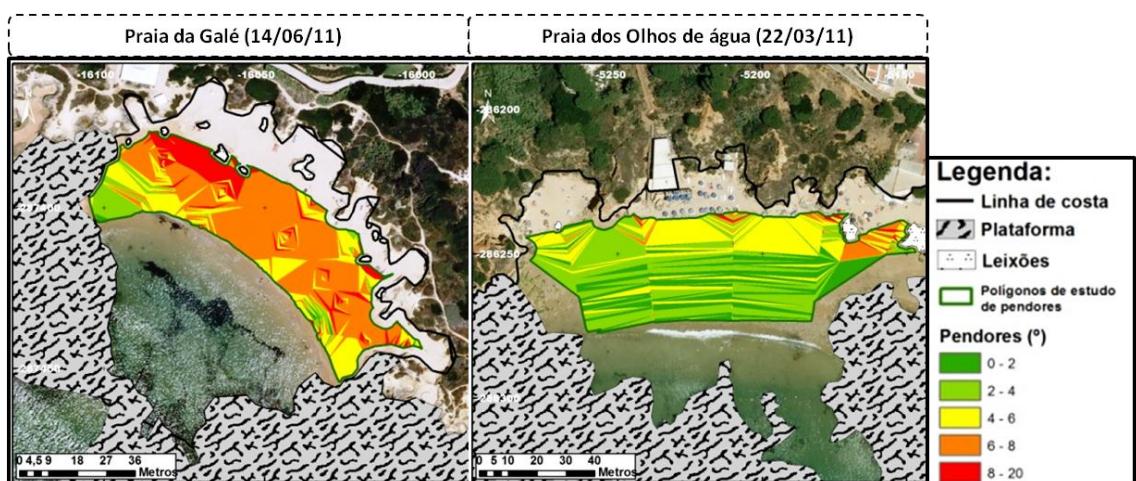 Praia da Galé (14/06/11)
Praia dos Olhos de água (22/03/11)
-16100
-16050
-16000
0 4,5 9 18 27 36
Metros
-5250
-5200
N
-286200
-286250
-286300
0 5 10 20 30 40
Metros
Legenda:
Linha de costa
Plataforma
Leixões
Polígonos de estudo
de pendores
Pendores (º)
0 - 2
2 - 4
4 - 6
6 - 8
8 - 20